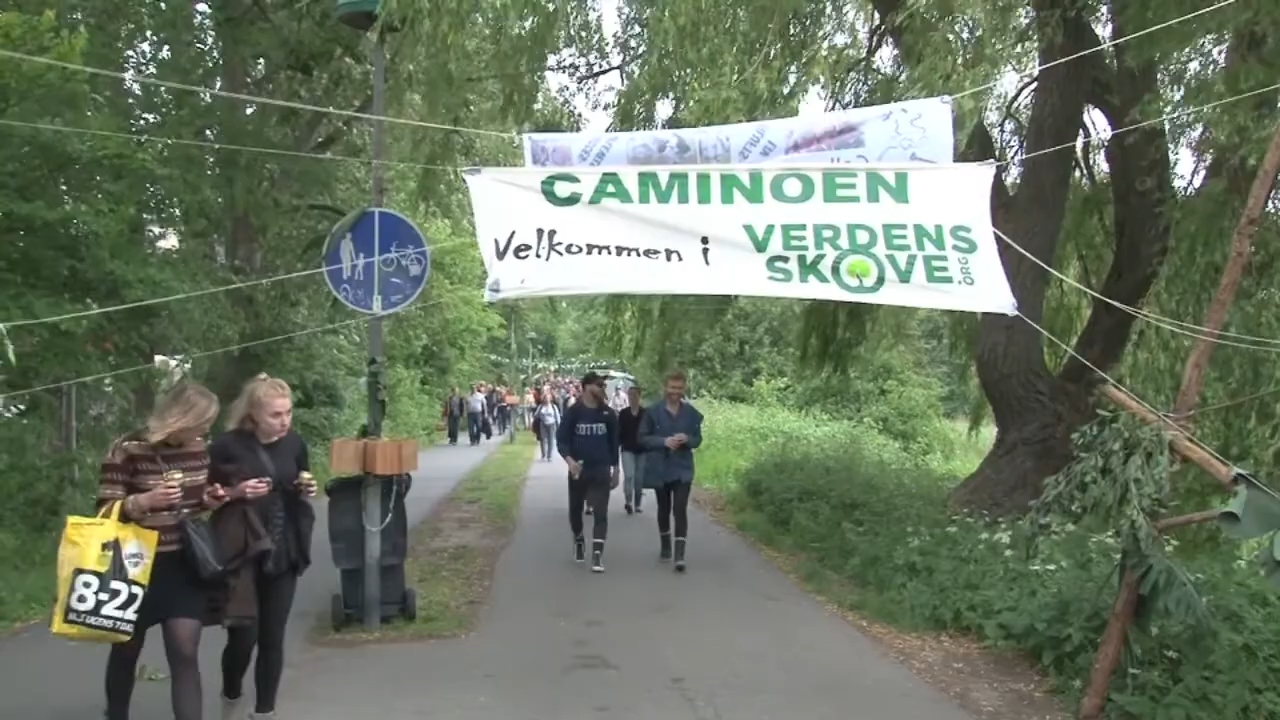 CAMINOEN
Velkommen i
VERDENS
SKOVE.ORG
COTTON
8-22